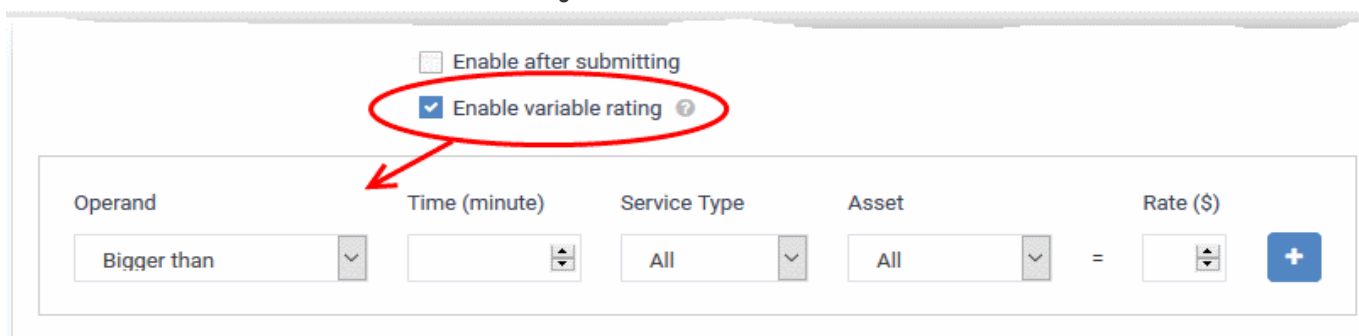 Enable after submitting
Enable variable rating
Operand Time (minute) Service Type Asset Rate ($)
Bigger than All All = +